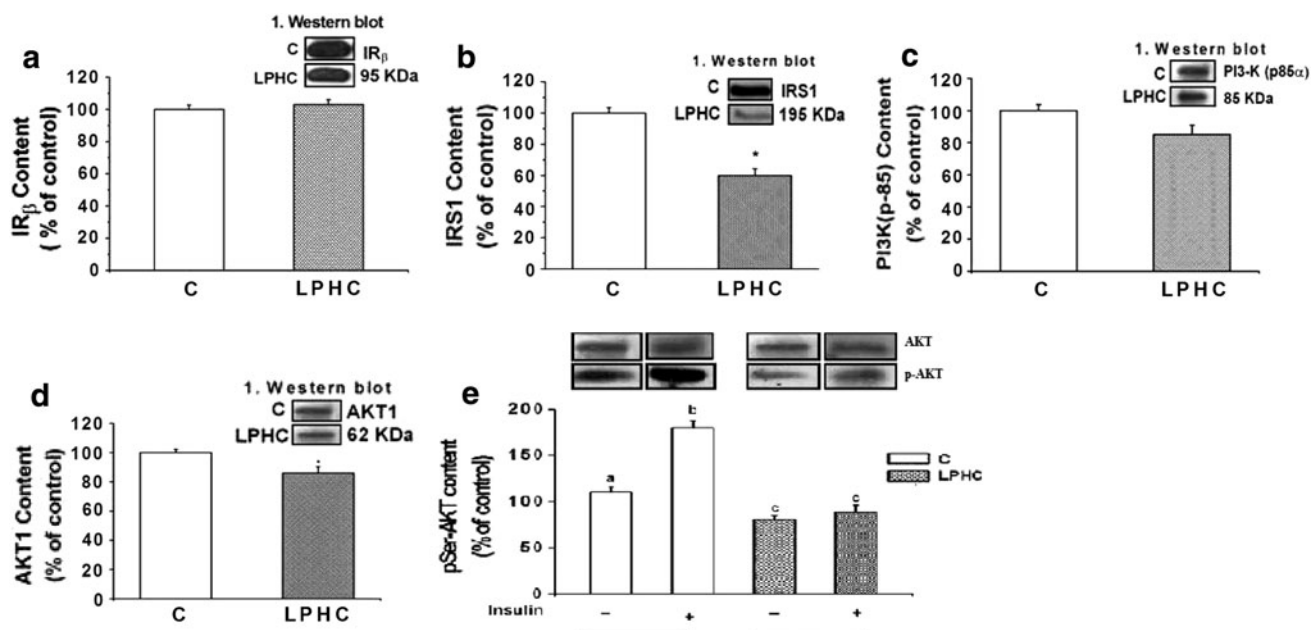 a
1. Western blot
C
IRβ
LPHC
95 KDa
IRβ Content
( % of control)
120
100
80
60
40
20
0
C
LPHC
b
1. Western blot
C
IRS1
LPHC
195 KDa
IRS1 Content
(% of control)
120
100
80
60
40
20
0
*
C
LPHC
c
1. Western blot
C
PI3-K (p85α)
LPHC
85 KDa
PI3K(p-85) Content
(% of control)
120
100
80
60
40
20
0
C
LPHC
d
1. Western blot
C
AKT1
LPHC
62 KDa
AKT1 Content
(% of control)
120
100
80
60
40
20
0
C
LPHC
e
AKT
p-AKT
pSer-AKT content
(% of control)
200
150
100
50
0
a
b
c
c
C
LPHC
Insulin
– + – +